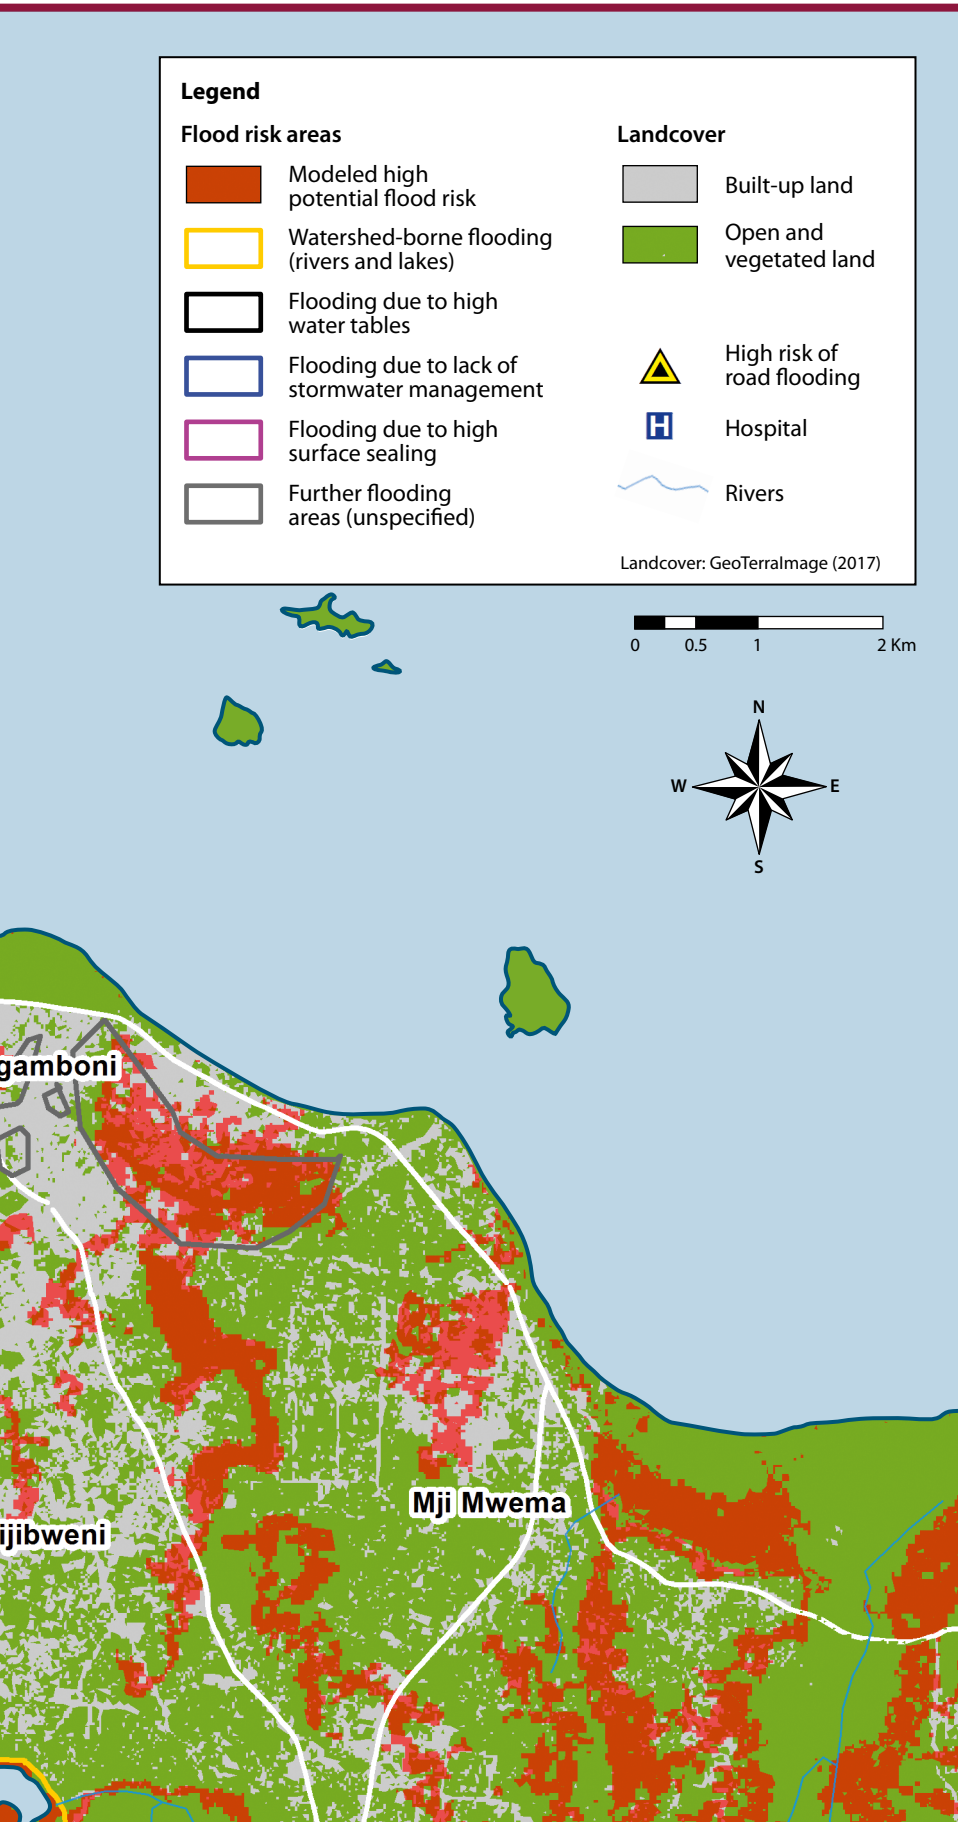 Legend
Flood risk areas
Modeled high
potential flood risk
Watershed-borne flooding
(rivers and lakes)
Flooding due to high
water tables
Flooding due to lack of
stormwater management
Flooding due to high
surface sealing
Further flooding
areas (unspecified)
Landcover
Built-up land
Open and
vegetated land
High risk of
road flooding
H
Hospital
Rivers
Landcover: GeoTerraImage (2017)
0 0.5 1 2 Km
N
W E
S
gamboni
Mji Mwema
ijibweni